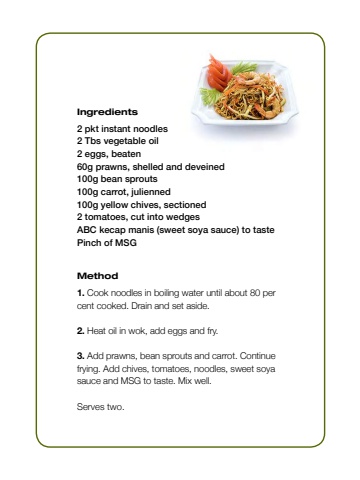 Ingredients
2 pkt instant noodles
2 Tbs vegetable oil
2 eggs, beaten
60g prawns, shelled and deveined
100g bean sprouts
100g carrot, julienned
100g yellow chives, sectioned
2 tomatoes, cut into wedges
ABC kecap manis (sweet soya sauce) to taste
Pinch of MSG
Method
1. Cook noodles in boiling water until about 80 per
cent cooked. Drain and set aside.
2. Heat oil in wok, add eggs and fry.
3. Add prawns, bean sprouts and carrot. Continue
frying. Add chives, tomatoes, noodles, sweet soya
sauce and MSG to taste. Mix well.
Serves two.